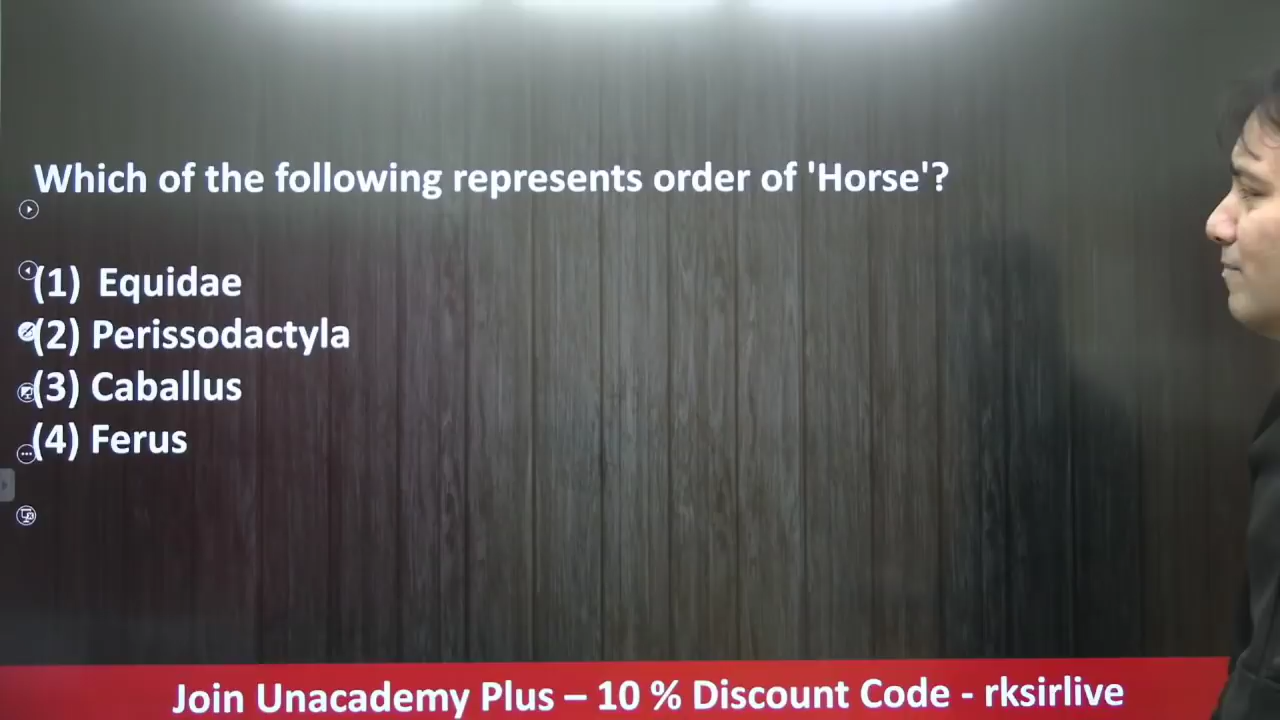 Which of the following represents order of 'Horse'?
(1) Equidae
(2) Perissodactyla
(3) Caballus
(4) Ferus
Join Unacademy Plus – 10 % Discount Code - rksirlive